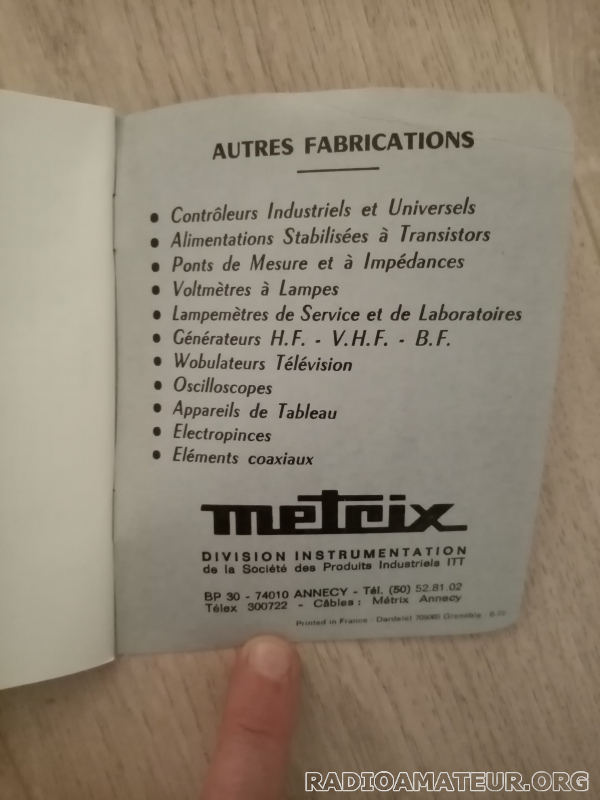 AUTRES FABRICATIONS
• Contrôleurs Industriels et Universels
• Alimentations Stabilisées à Transistors
• Ponts de Mesure et à Impédances
• Voltmètres à Lampes
• Lampemètres de Service et de Laboratoires
• Générateurs H.F. - V.H.F. - B.F.
• Wobulateurs Télévision
• Oscilloscopes
• Appareils de Tableau
• Electropinces
• Eléments coaxiaux
metrix
DIVISION INSTRUMENTATION
de la Société des Produits Industriels ITT
BP 30 - 74010 ANNECY - Tél. (50) 52.81.02
Télex 300722 - Câbles : Métrix Annecy
Printed in France - Dardelet Grenoble
RADIOAMATEUR.ORG